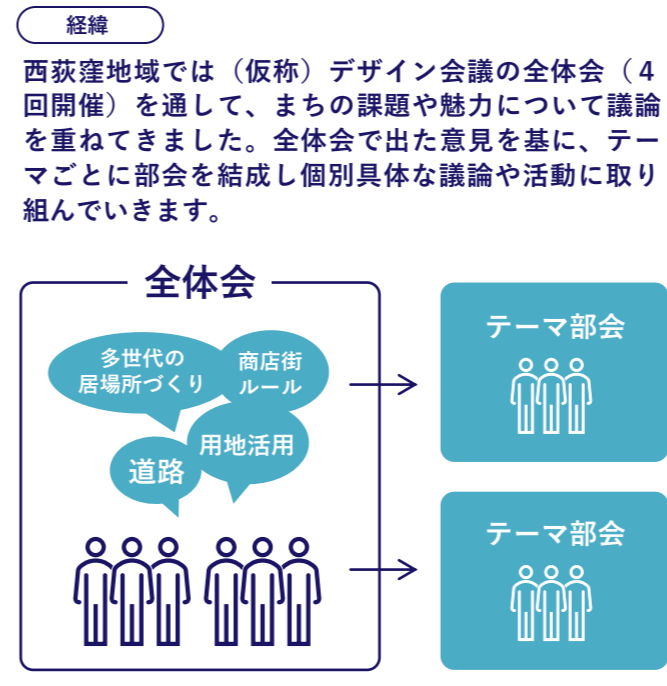 経緯
西荻窪地域では（仮称）デザイン会議の全体会（４
回開催）を通して、まちの課題や魅力について議論
を重ねてきました。全体会で出た意見を基に、テー
マごとに部会を結成し個別具体な議論や活動に取り
組んでいきます。
全体会
多世代の
居場所づくり
商店街
ルール
用地活用
道路
テーマ部会
テーマ部会